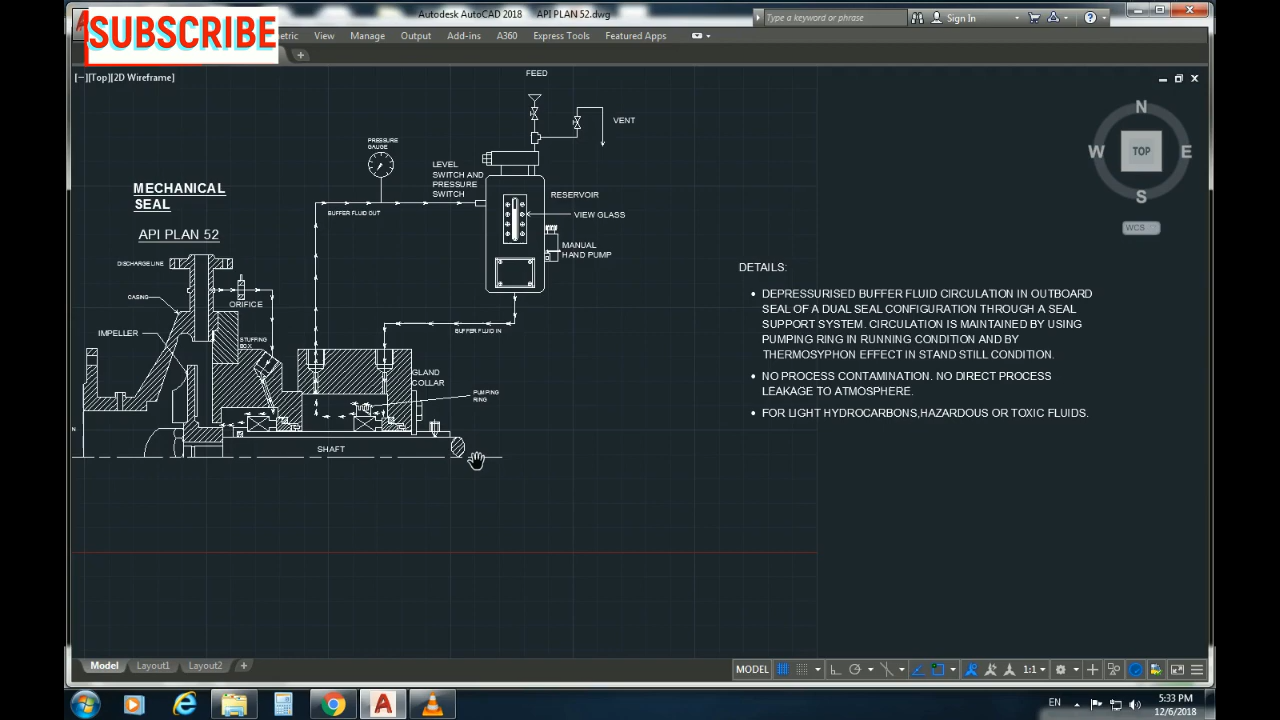 Autodesk AutoCAD 2018 API PLAN 52.dwg
Type a keyword or phrase
Sign In
SUBSCRIBE
View Manage Output Add-ins A360 Express Tools Featured Apps
[−][Top][2D Wireframe]
FEED
VENT
N
W TOP E
S
WCS
PRESSURE
GAUGE
LEVEL
SWITCH AND
PRESSURE
SWITCH
RESERVOIR
MECHANICAL
SEAL
BUFFER FLUID OUT
VIEW GLASS
API PLAN 52
MANUAL
HAND PUMP
DISCHARGE LINE
CASING
ORIFICE
IMPELLER
STUFFING
BOX
BUFFER FLUID IN
GLAND
COLLAR
PUMPING
RING
N
SHAFT
DETAILS:
• DEPRESSURISED BUFFER FLUID CIRCULATION IN OUTBOARD
SEAL OF A DUAL SEAL CONFIGURATION THROUGH A SEAL
SUPPORT SYSTEM. CIRCULATION IS MAINTAINED BY USING
PUMPING RING IN RUNNING CONDITION AND BY
THERMOSYPHON EFFECT IN STAND STILL CONDITION.
• NO PROCESS CONTAMINATION. NO DIRECT PROCESS
LEAKAGE TO ATMOSPHERE.
• FOR LIGHT HYDROCARBONS,HAZARDOUS OR TOXIC FLUIDS.
Model Layout1 Layout2
MODEL 1:1
EN
5:33 PM
12/6/2018